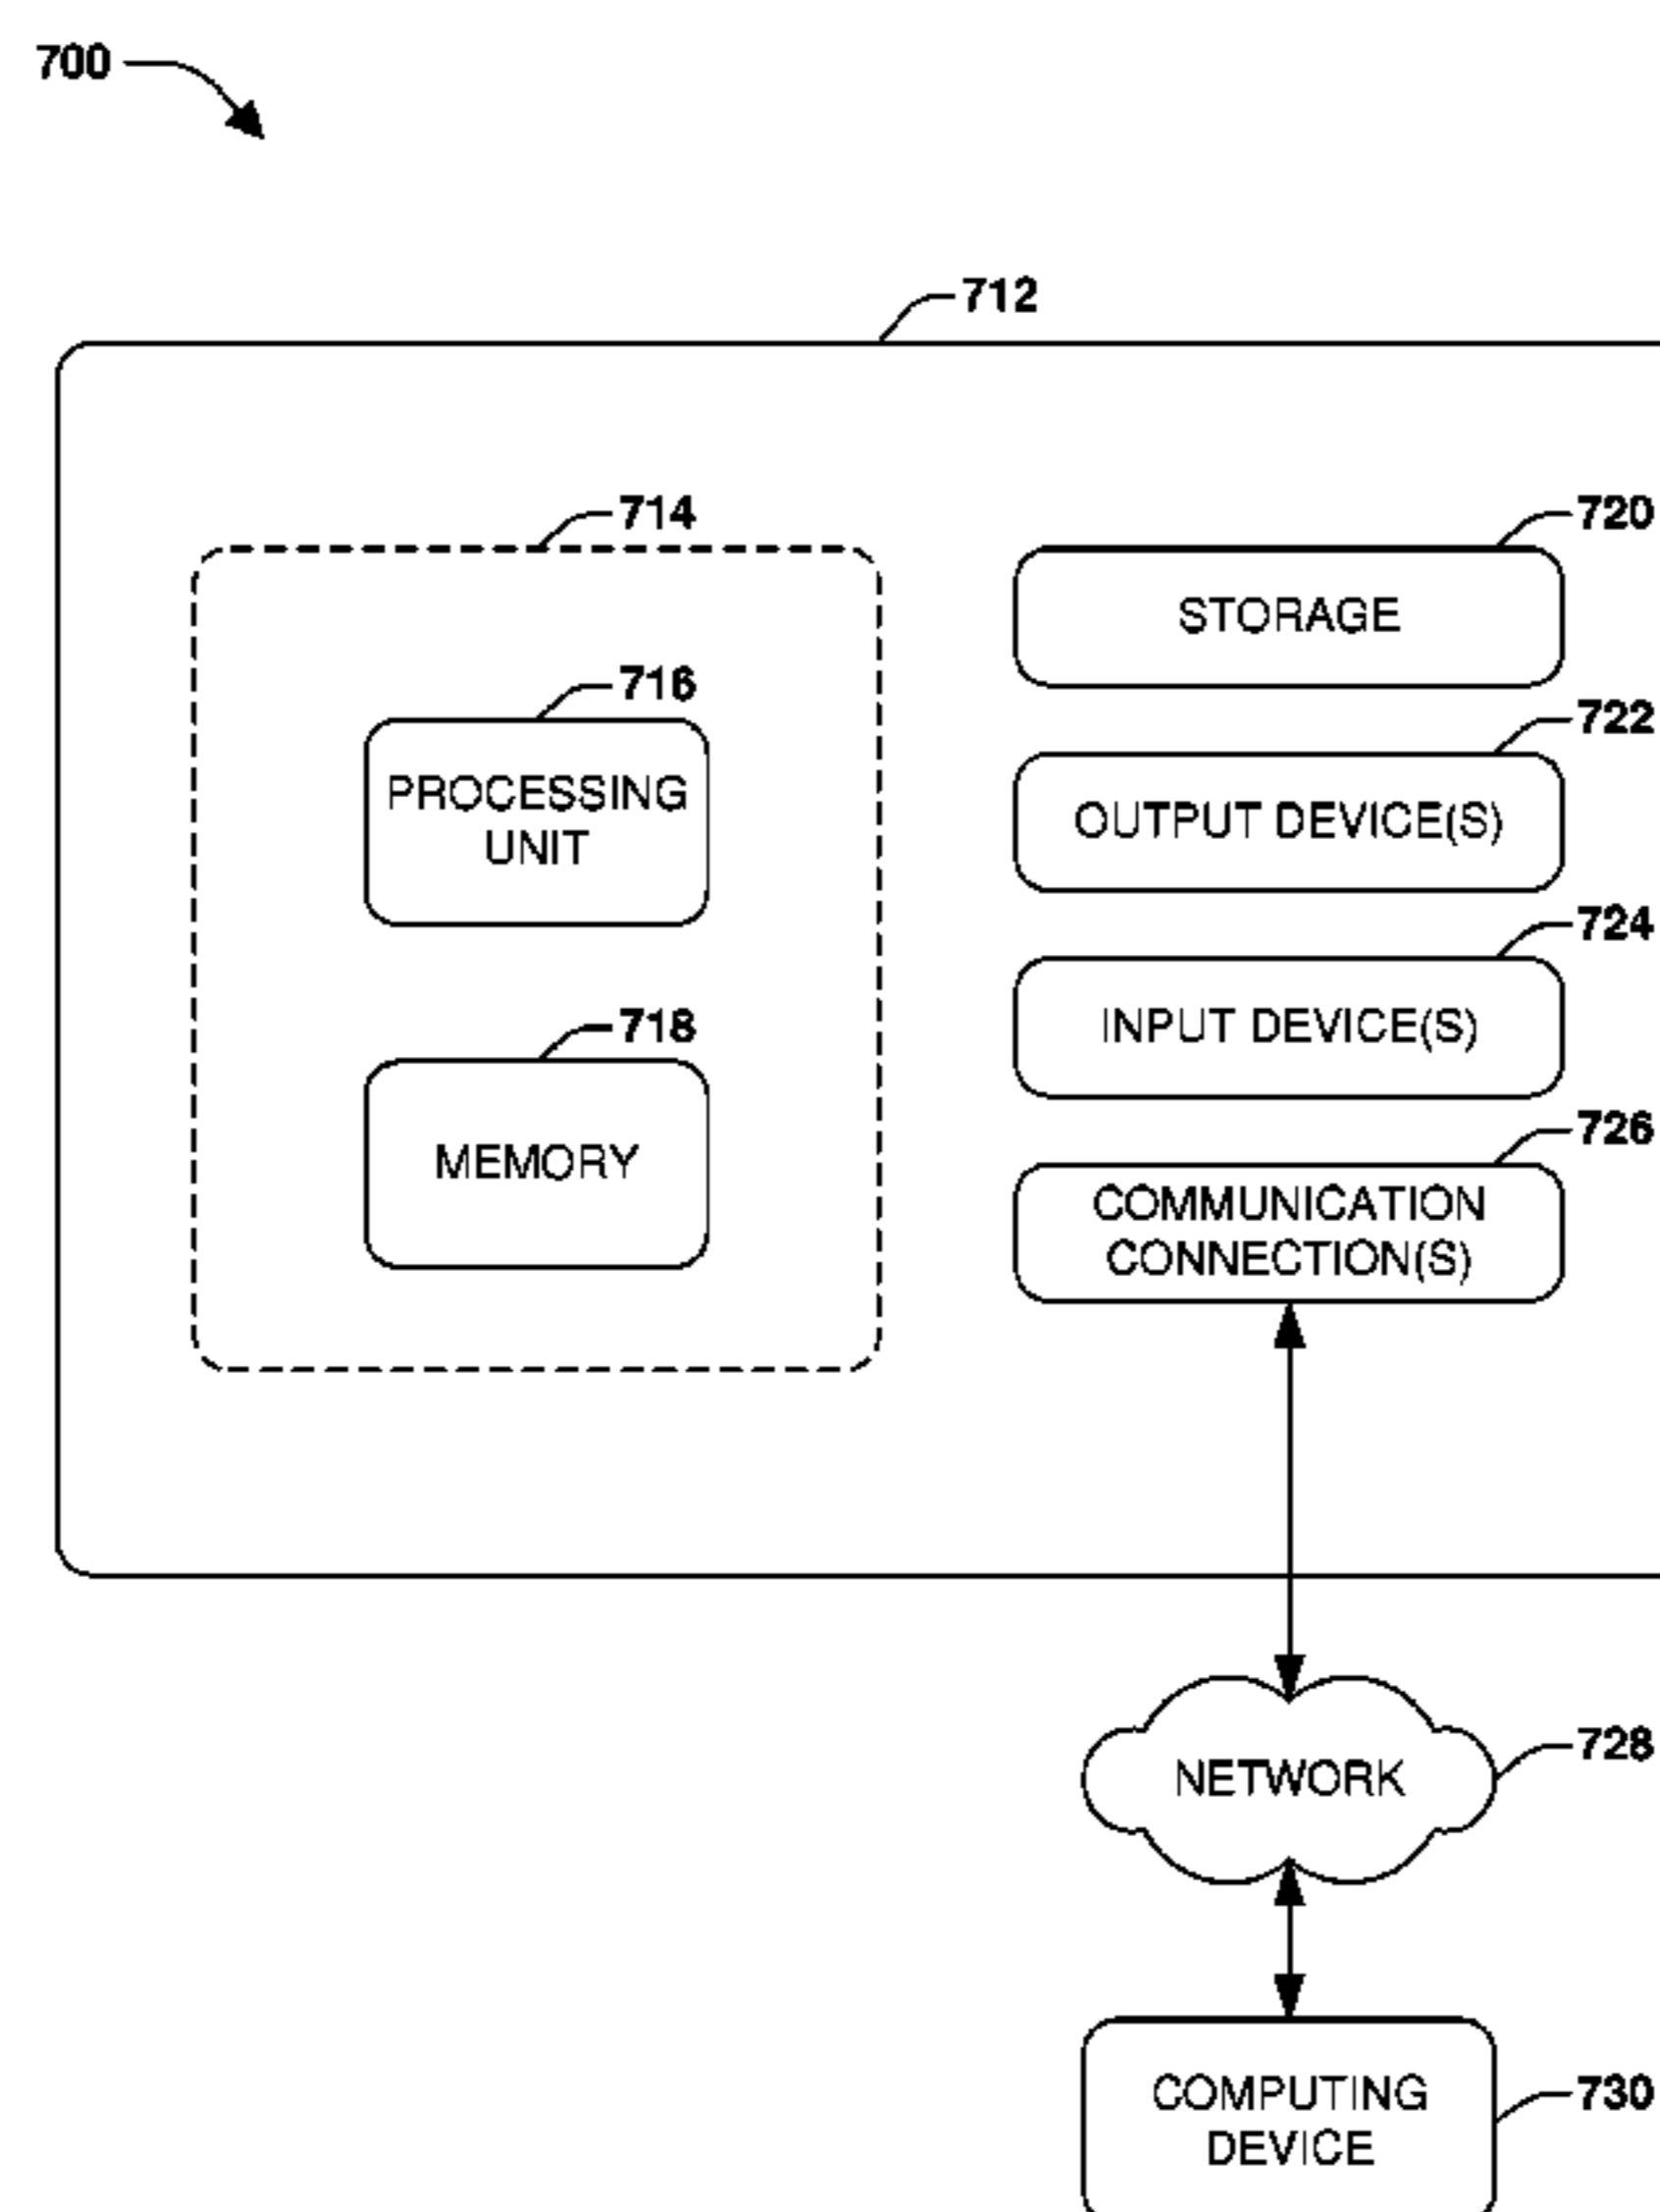 700
712
714
720
STORAGE
716
722
PROCESSING
UNIT
OUTPUT DEVICE(S)
724
718
INPUT DEVICE(S)
726
MEMORY
COMMUNICATION
CONNECTION(S)
728
NETWORK
730
COMPUTING
DEVICE